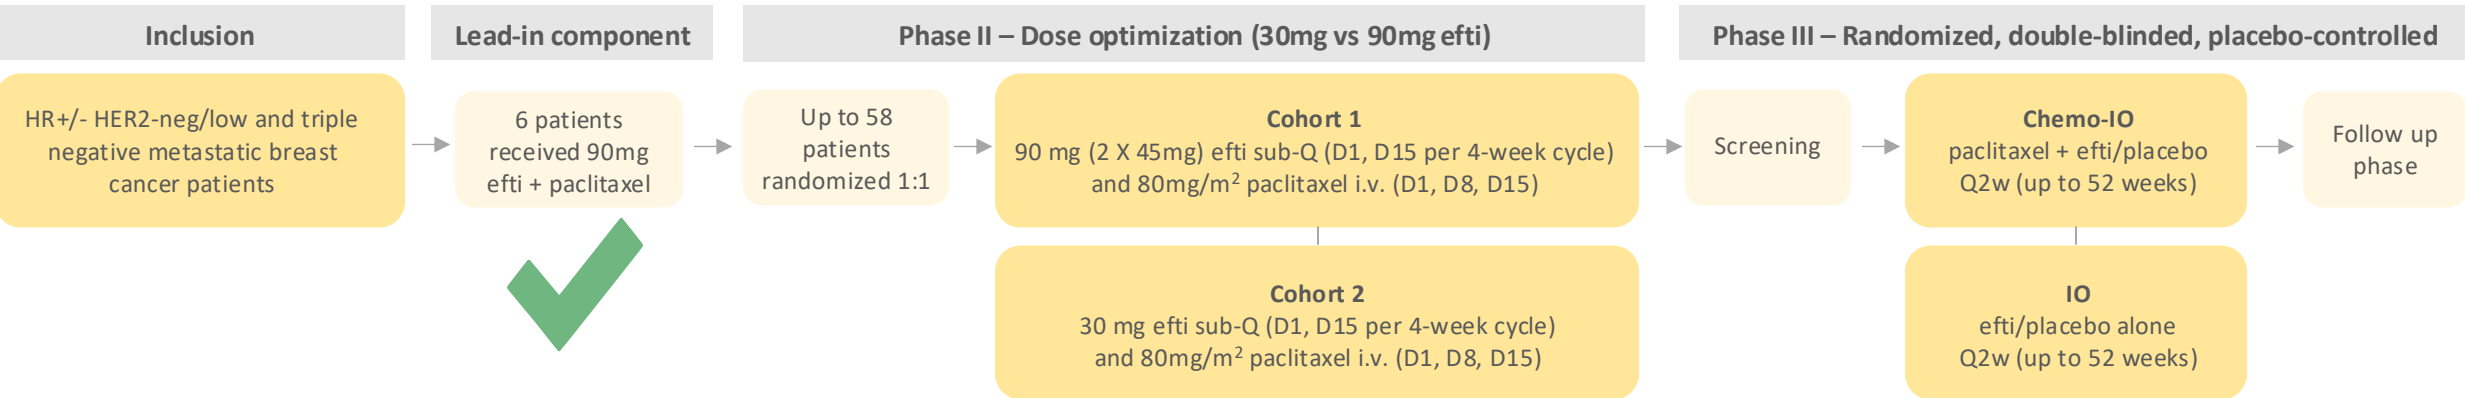 Inclusion
HR+/- HER2-neg/low and triple
negative metastatic breast
cancer patients
Lead-in component
6 patients
received 90mg
efti + paclitaxel
Phase II – Dose optimization (30mg vs 90mg efti)
Up to 58
patients
randomized 1:1
Cohort 1
90 mg (2 X 45mg) efti sub-Q (D1, D15 per 4-week cycle)
and 80mg/m² paclitaxel i.v. (D1, D8, D15)
Cohort 2
30 mg efti sub-Q (D1, D15 per 4-week cycle)
and 80mg/m² paclitaxel i.v. (D1, D8, D15)
Phase III – Randomized, double-blinded, placebo-controlled
Screening
Chemo-IO
paclitaxel + efti/placebo
Q2w (up to 52 weeks)
IO
efti/placebo alone
Q2w (up to 52 weeks)
Follow up
phase